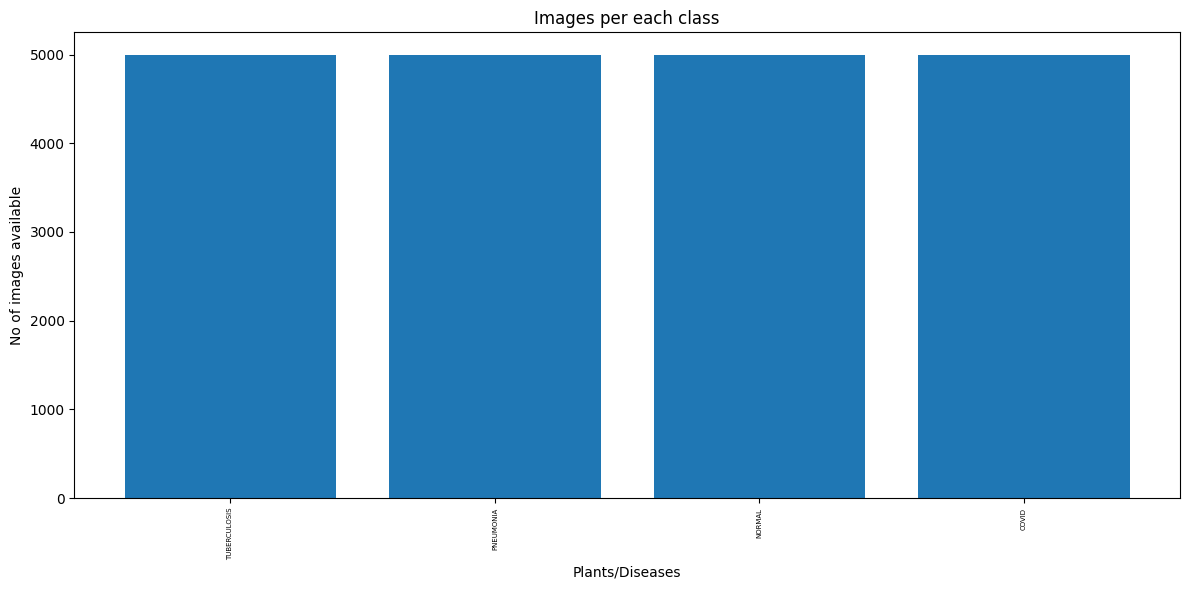 Images per each class
No of images available
5000
4000
3000
2000
1000
0
TUBERCULOSIS
PNEUMONIA
NORMAL
COVID
Plants/Diseases